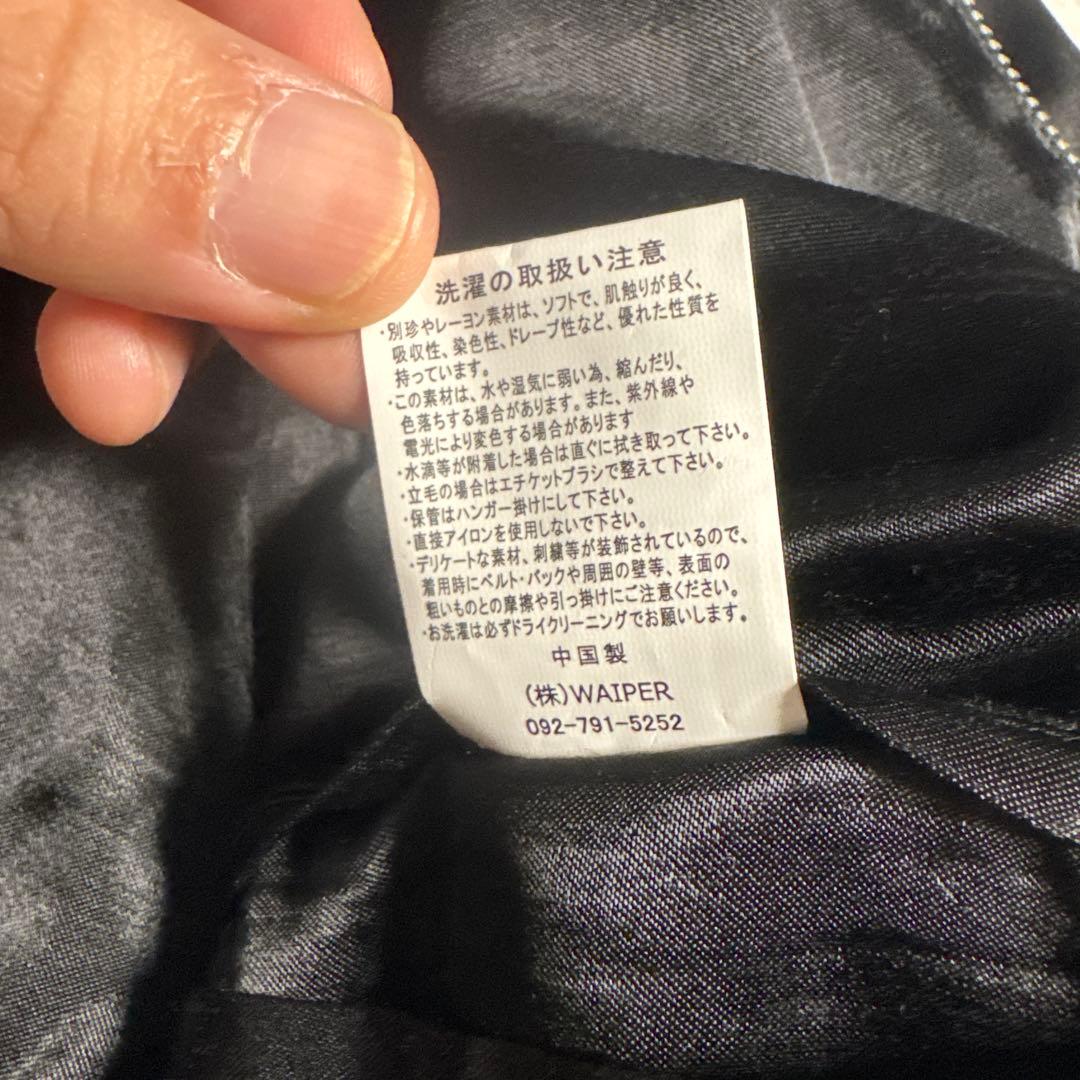 洗濯の取扱い注意
・別珍やレーヨン素材は、ソフトで、肌触りが良く、
吸収性、染色性、ドレープ性など、優れた性質を
持っています。
・この素材は、水や湿気に弱い為、縮んだり、
色落ちする場合があります。また、紫外線や
電光により変色する場合があります
・水滴等が附着した場合は直ぐに拭き取って下さい。
・立毛の場合はエチケットブラシで整えて下さい。
・保管はハンガー掛けにして下さい。
・直接アイロンを使用しないで下さい。
・デリケートな素材、刺繍等が装飾されているので、
着用時にベルト・バックや周囲の壁等、表面の
粗いものとの摩擦や引っ掛けにご注意ください。
・お洗濯は必ずドライクリーニングでお願いします。
中国製
(株)WAIPER
092-791-5252